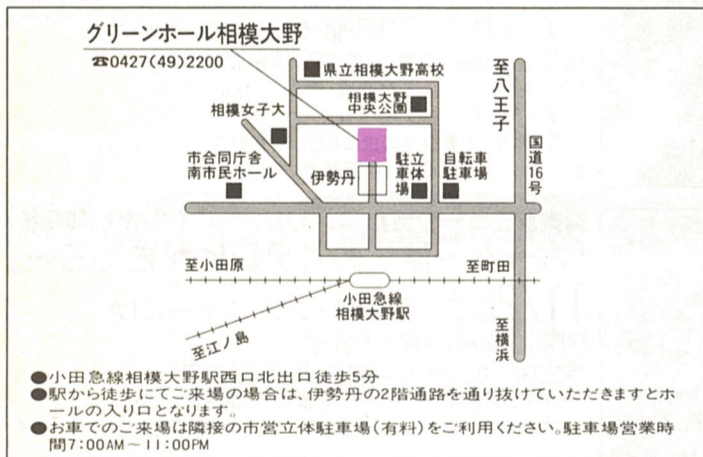 グリーンホール相模大野
☎0427(49)2200
県立相模大野高校
相模大野
中央公園
相模女子大
至八王子
国道16号
市合同庁舎
南市民ホール
伊勢丹
立体
駐車場
自転車
駐車場
至小田原
至町田
小田急線
相模大野駅
至江ノ島
至横浜
●小田急線相模大野駅西口北出口徒歩5分
●駅から徒歩にてご来場の場合は、伊勢丹の2階通路を通り抜けていただきますとホ
ールの入り口となります。
●お車でのご来場は隣接の市営立体駐車場(有料)をご利用ください。駐車場営業時
間7:00AM〜11:00PM